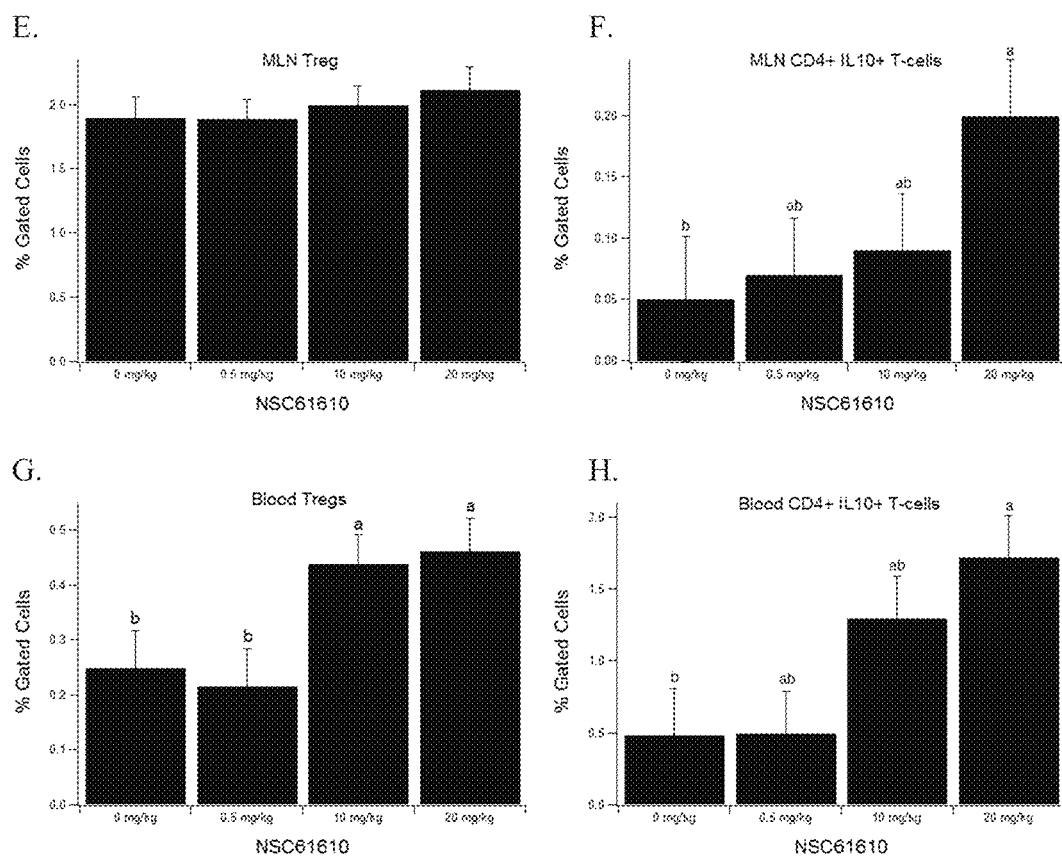 E.
MLN Treg
% Gated Cells
2.0
1.5
1.0
0.5
0.0
0 mg/kg 0.5 mg/kg 10 mg/kg 20 mg/kg
NSC61610
F.
MLN CD4+ IL10+ T-cells
% Gated Cells
0.20
0.15
0.10
0.05
0.00
b ab ab a
0 mg/kg 0.5 mg/kg 10 mg/kg 20 mg/kg
NSC61610
G.
Blood Tregs
% Gated Cells
0.5
0.4
0.3
0.2
0.1
0.0
b b a a
0 mg/kg 0.5 mg/kg 10 mg/kg 20 mg/kg
NSC61610
H.
Blood CD4+ IL10+ T-cells
% Gated Cells
2.0
1.5
1.0
0.5
0.0
b ab ab a
0 mg/kg 0.5 mg/kg 10 mg/kg 20 mg/kg
NSC61610